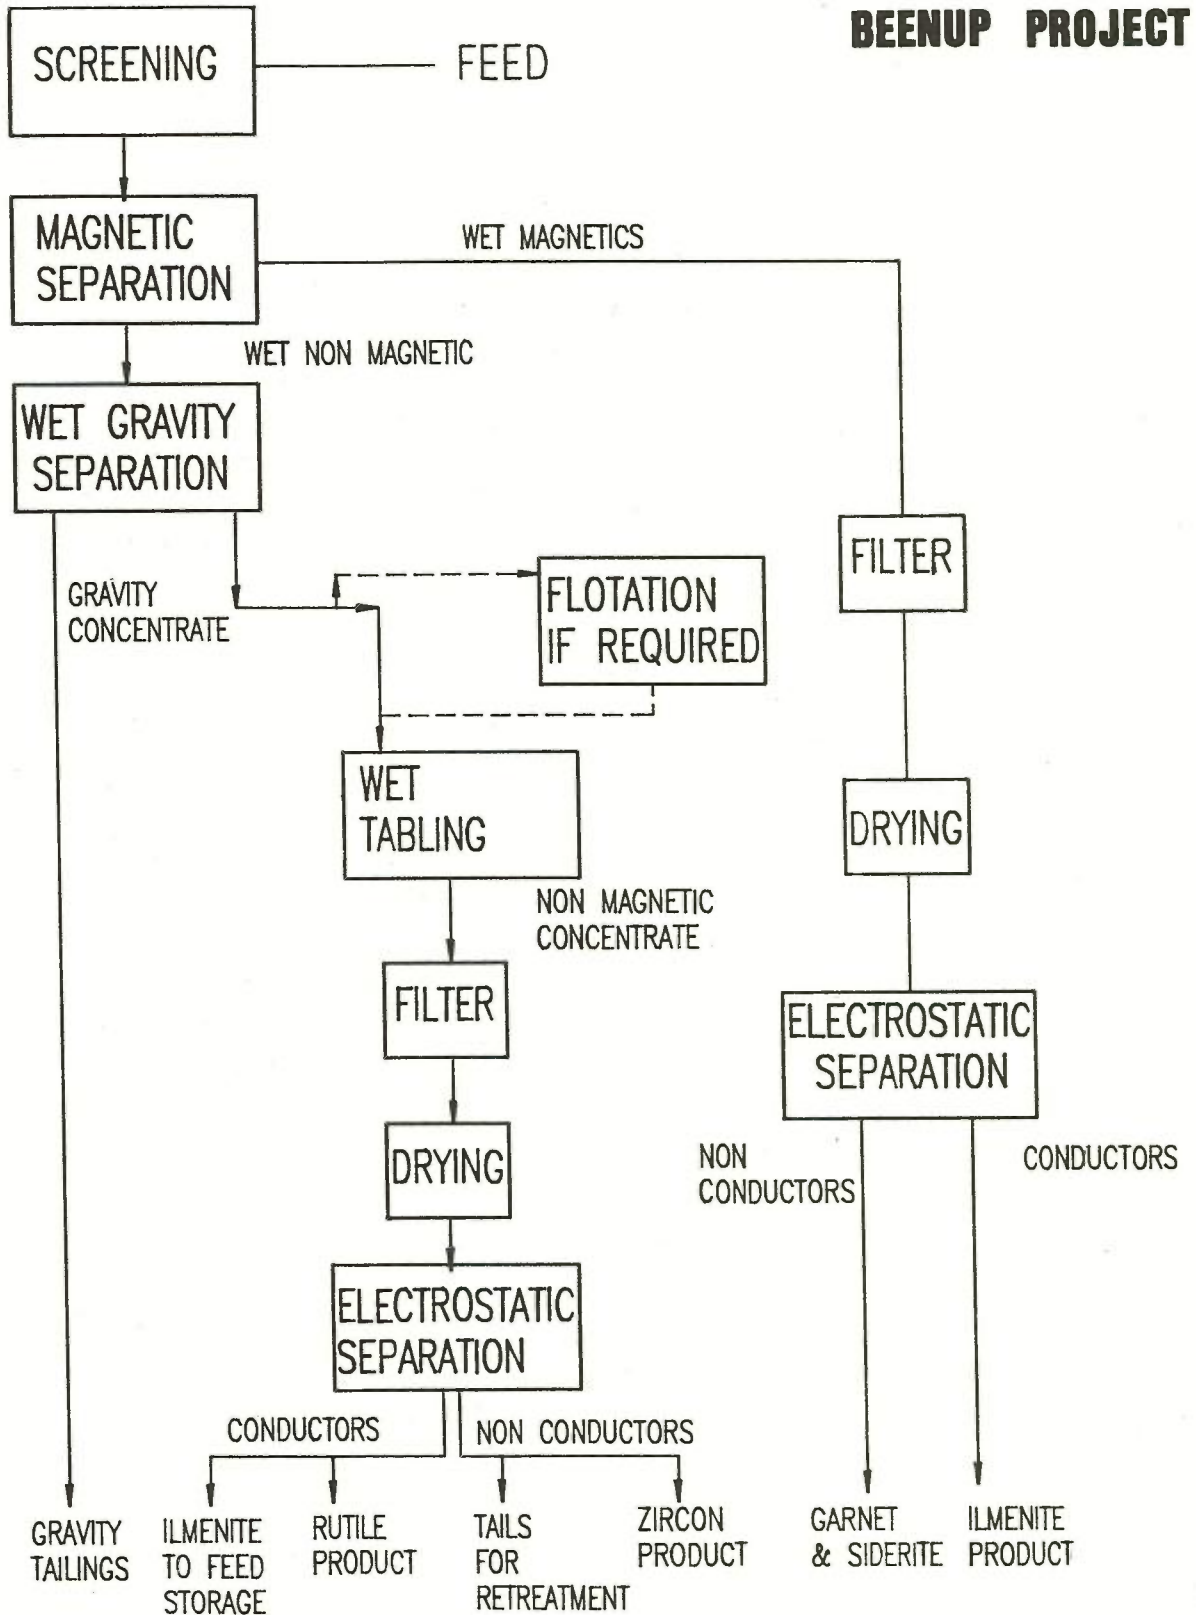 BEENUP PROJECT
SCREENING
FEED
MAGNETIC
SEPARATION
WET MAGNETICS
WET NON MAGNETIC
WET GRAVITY
SEPARATION
FILTER
GRAVITY
CONCENTRATE
FLOTATION
IF REQUIRED
WET
TABLING
DRYING
NON MAGNETIC
CONCENTRATE
FILTER
ELECTROSTATIC
SEPARATION
DRYING
NON
CONDUCTORS
CONDUCTORS
ELECTROSTATIC
SEPARATION
CONDUCTORS
NON CONDUCTORS
GRAVITY
TAILINGS
ILMENITE
TO FEED
STORAGE
RUTILE
PRODUCT
TAILS
FOR
RETREATMENT
ZIRCON
PRODUCT
GARNET
& SIDERITE
ILMENITE
PRODUCT